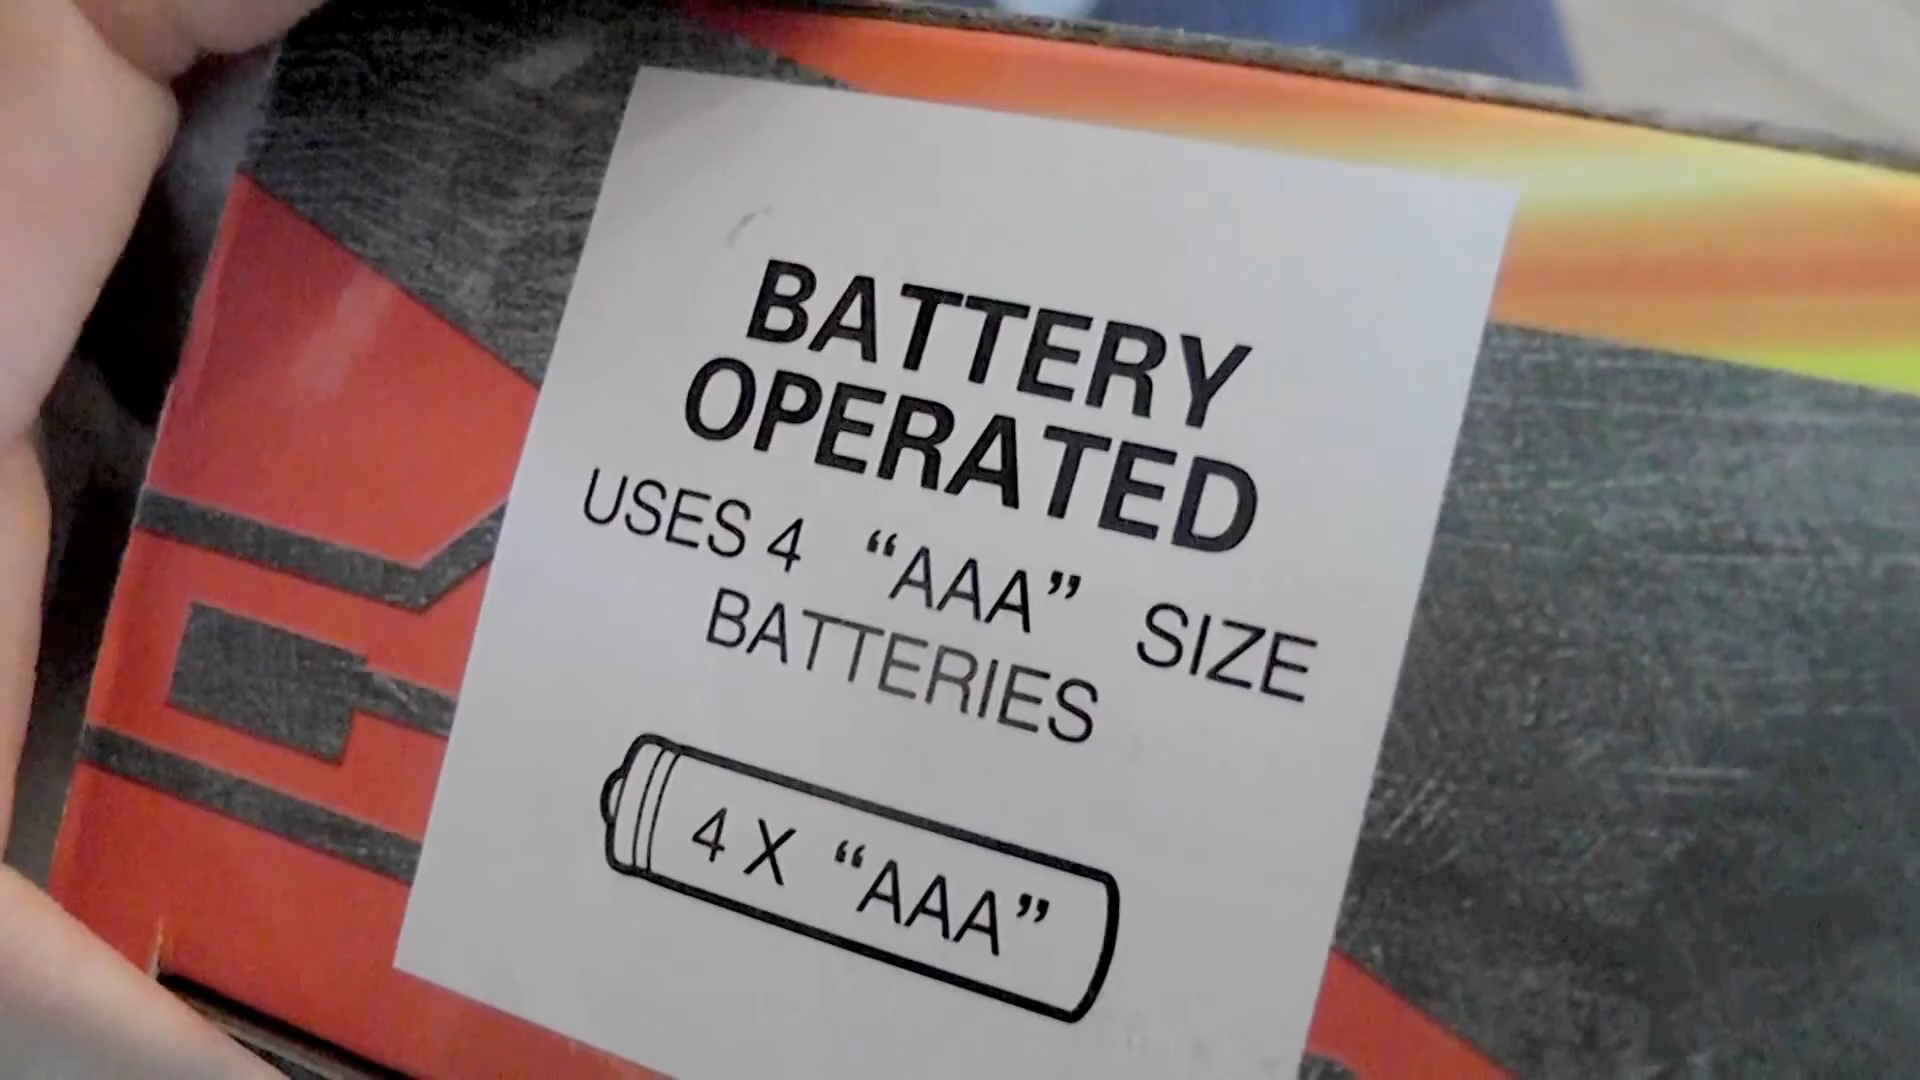 BATTERY
OPERATED
USES 4 “AAA” SIZE
BATTERIES
4 X “AAA”